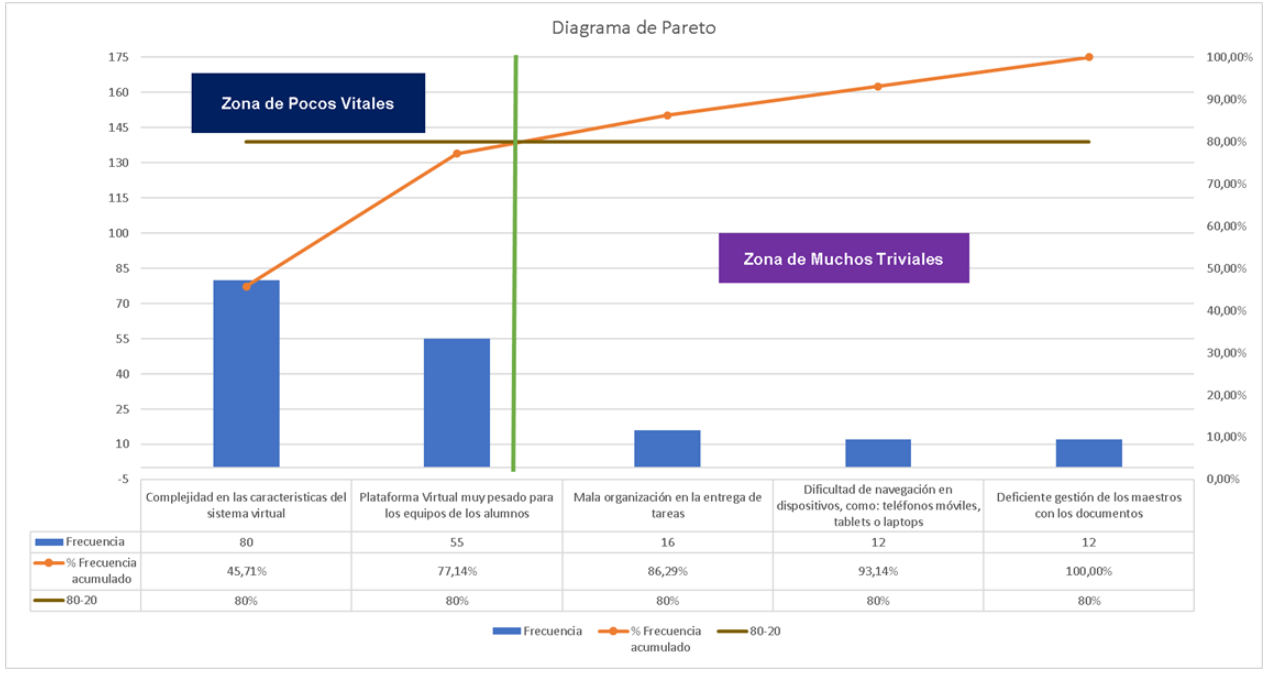 Diagrama de Pareto
175
160
145
130
115
100
85
70
55
40
25
10
-5
100,00%
90,00%
80,00%
70,00%
60,00%
50,00%
40,00%
30,00%
20,00%
10,00%
0,00%
Zona de Pocos Vitales
Zona de Muchos Triviales
Complejidad en las caracteristicas del
sistema virtual
Plataforma Virtual muy pesado para
los equipos de los alumnos
Mala organización en la entrega de
tareas
Dificultad de navegación en
dispositivos, como: teléfonos móviles,
tablets o laptops
Deficiente gestión de los maestros
con los documentos
Frecuencia 80 55 16 12 12
% Frecuencia
acumulado 45,71% 77,14% 86,29% 93,14% 100,00%
80-20 80% 80% 80% 80% 80%
Frecuencia % Frecuencia
acumulado 80-20